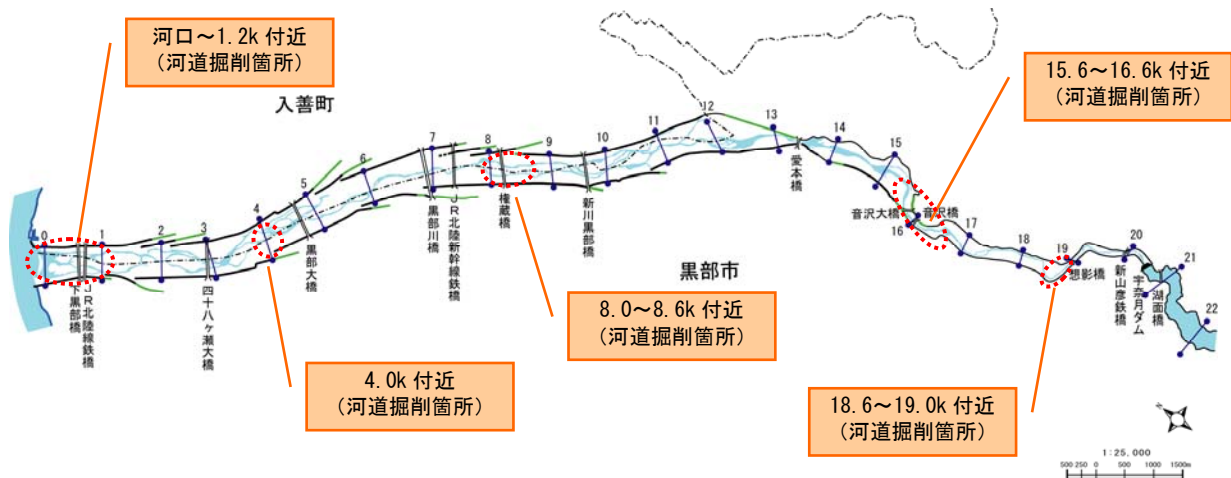 河口～1.2k 付近
（河道掘削箇所）
入善町
15.6～16.6k 付近
（河道掘削箇所）
0
1
2
3
4
5
6
7
8
9
10
11
12
13
14
15
16
17
18
19
20
21
22
下黒部橋
JR北陸線鉄橋
四十八ヶ瀬大橋
黒部大橋
黒部川橋
JR北陸新幹線鉄橋
権蔵橋
新川黒部橋
愛本橋
音沢大橋
音沢橋
想影橋
新山彦鉄橋
宇奈月ダム
湖面橋
黒部市
8.0～8.6k 付近
（河道掘削箇所）
4.0k 付近
（河道掘削箇所）
18.6～19.0k 付近
（河道掘削箇所）
N
1:25,000
500 250 0 500 1000 1500m